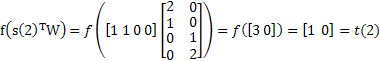 f(s(2)ᵀW) = f([1 1 0 0] [2 0
1 0
0 1
0 2]) = f([3 0]) = [1 0] = t(2)